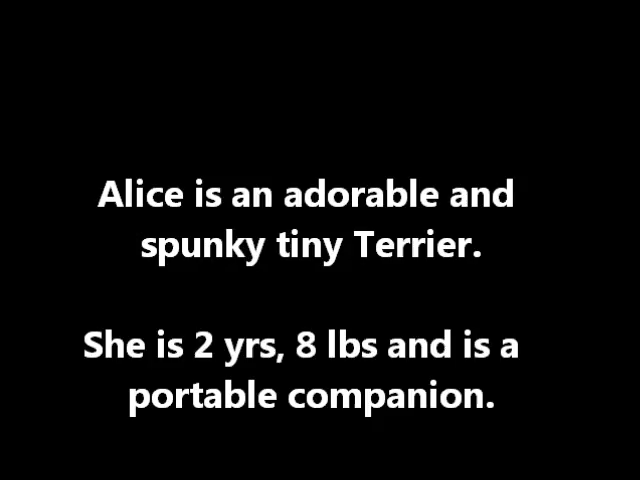 Alice is an adorable and
spunky tiny Terrier.
She is 2 yrs, 8 lbs and is a
portable companion.